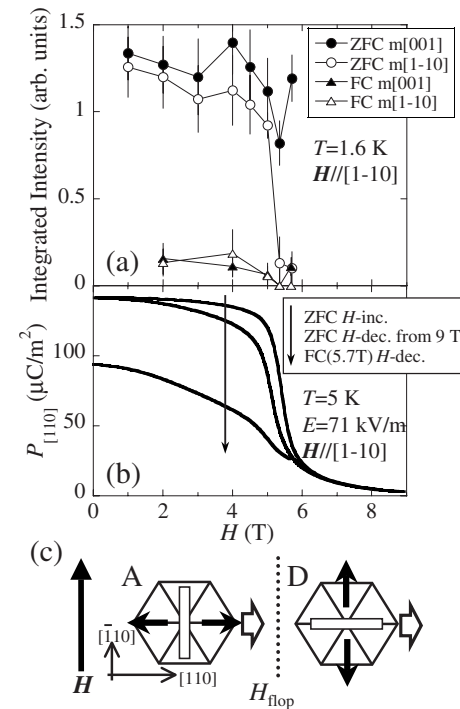 (a)
Integrated Intensity (arb. units)
1.5
1
0.5
0
ZFC m[001]
ZFC m[1-10]
FC m[001]
FC m[1-10]
T=1.6 K
H//[1-10]
(b)
P[110] (μC/m²)
100
50
0
ZFC H-inc.
ZFC H-dec. from 9 T
FC(5.7T) H-dec.
T=5 K
E=71 kV/m
H//[1-10]
0 2 4 6 8
H (T)
(c)
A
D
[1̄10]
[110]
H
Hflop